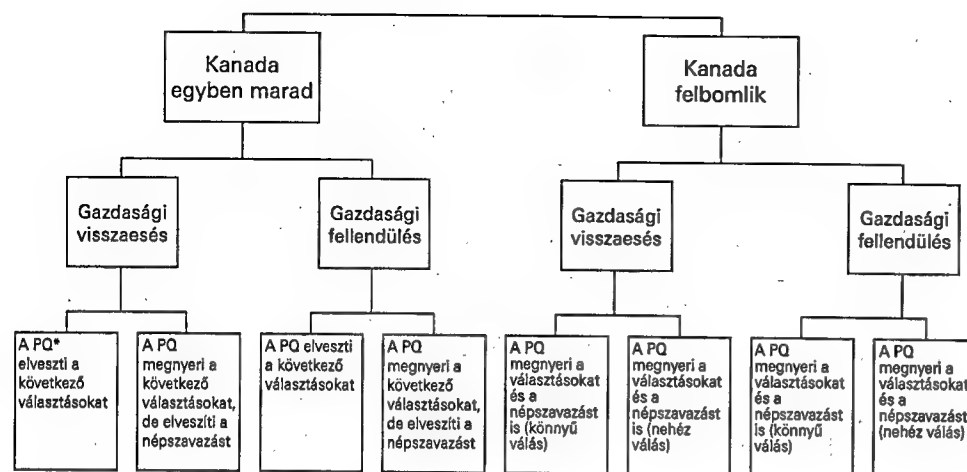 Kanada
egyben marad
Kanada
felbomlik
Gazdasági
visszaesés
Gazdasági
fellendülés
Gazdasági
visszaesés
Gazdasági
fellendülés
A PQ*
elveszti a
következő
választásokat
A PQ
megnyeri a
következő
választásokat,
de elveszíti a
népszavazást
A PQ elveszti
a következő
választásokat
A PQ
megnyeri a
következő
választásokat,
de elveszíti a
népszavazást
A PQ
megnyeri a
választásokat
és a
népszavazást
is (könnyű
válás)
A PQ
megnyeri a
választásokat
és a
népszavazást
is (nehéz
válás)
A PQ
megnyeri a
választásokat
és a
népszavazást
is (könnyű
válás)
A PQ
megnyeri a
választásokat
és a
népszavazást
(nehéz válás)